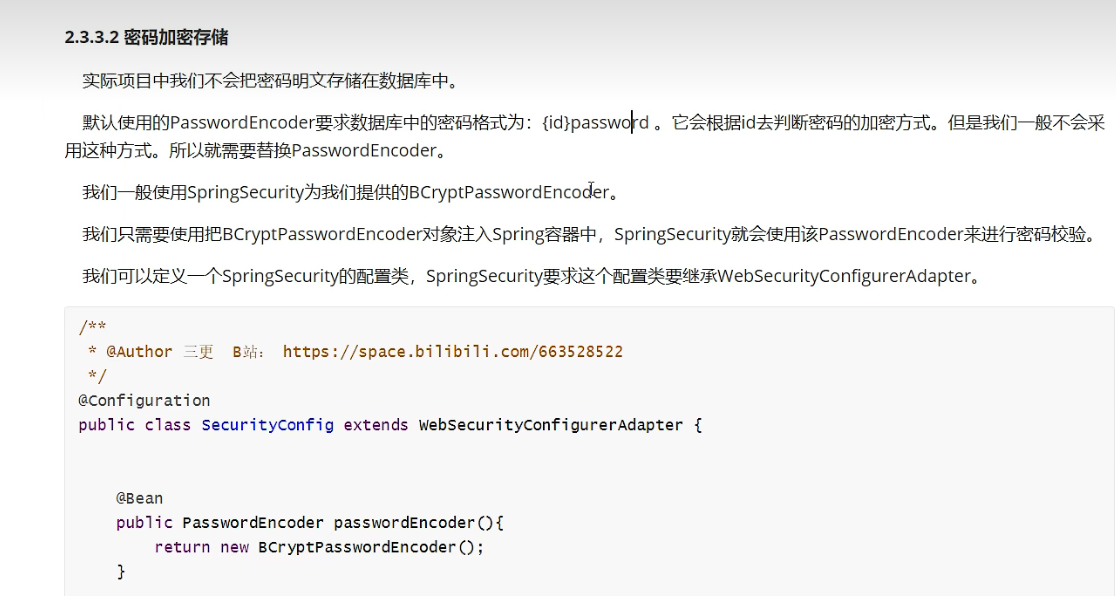 2.3.3.2 密码加密存储
实际项目中我们不会把密码明文存储在数据库中。
默认使用的PasswordEncoder要求数据库中的密码格式为：{id}password 。它会根据id去判断密码的加密方式。但是我们一般不会采
用这种方式。所以就需要替换PasswordEncoder。
我们一般使用SpringSecurity为我们提供的BCryptPasswordEncoder。
我们只需要使用把BCryptPasswordEncoder对象注入Spring容器中，SpringSecurity就会使用该PasswordEncoder来进行密码校验。
我们可以定义一个SpringSecurity的配置类，SpringSecurity要求这个配置类要继承WebSecurityConfigurerAdapter。
/**
 * @Author 三更  B站： https://space.bilibili.com/663528522
 */
@Configuration
public class SecurityConfig extends WebSecurityConfigurerAdapter {
    @Bean
    public PasswordEncoder passwordEncoder(){
        return new BCryptPasswordEncoder();
    }